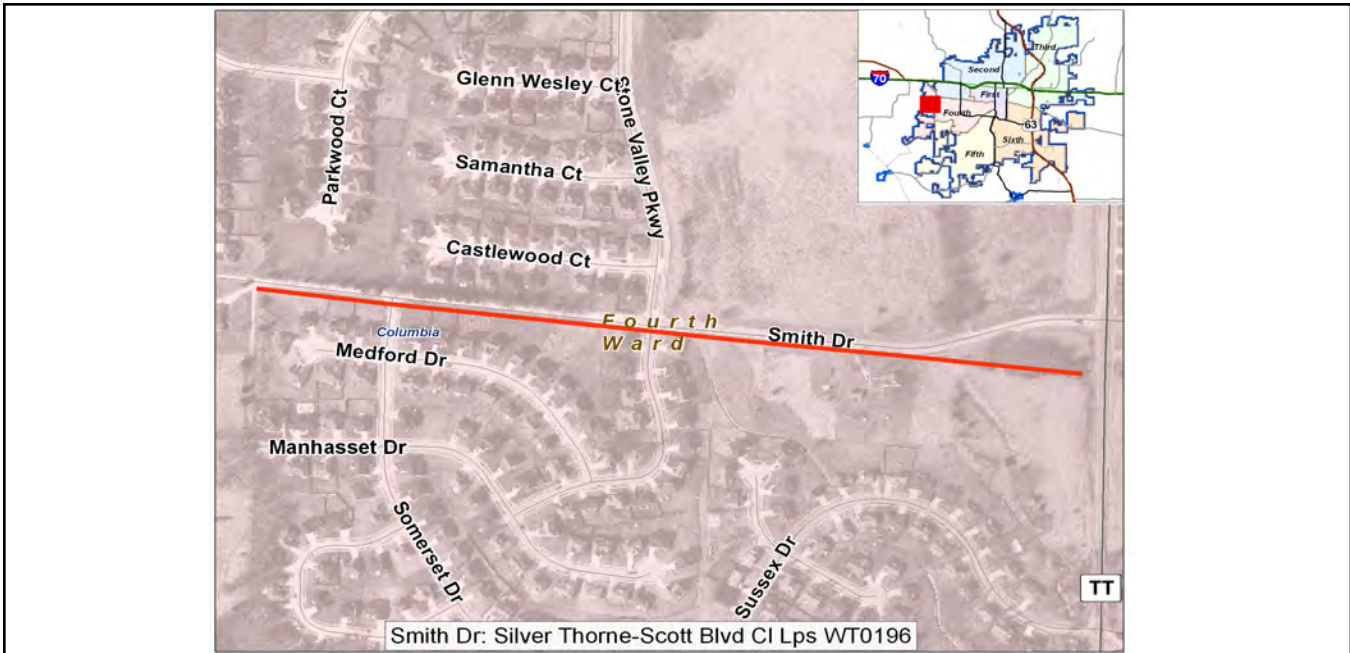 Glenn Wesley Ct
Stone Valley Pkwy
Parkwood Ct
Samantha Ct
Castlewood Ct
Fourth
Ward
Smith Dr
Columbia
Medford Dr
Manhasset Dr
Somerset Dr
Sussex Dr
TT
Smith Dr: Silver Thorne-Scott Blvd Cl Lps WT0196
Third
Second
70
First
Fourth
63
Sixth
Fifth